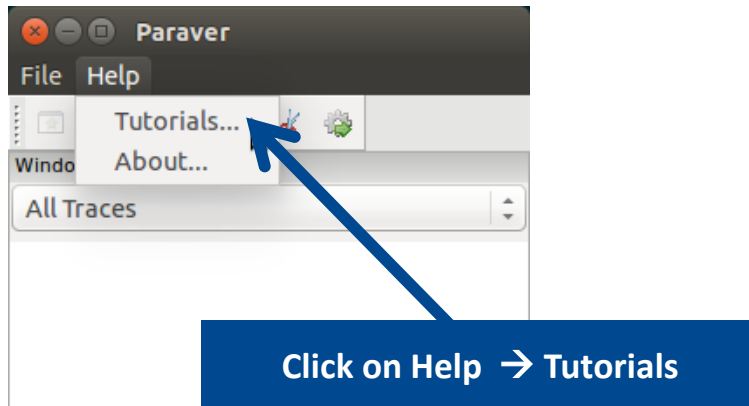 Paraver
File Help
Tutorials...
About...
Windo
All Traces
Click on Help → Tutorials